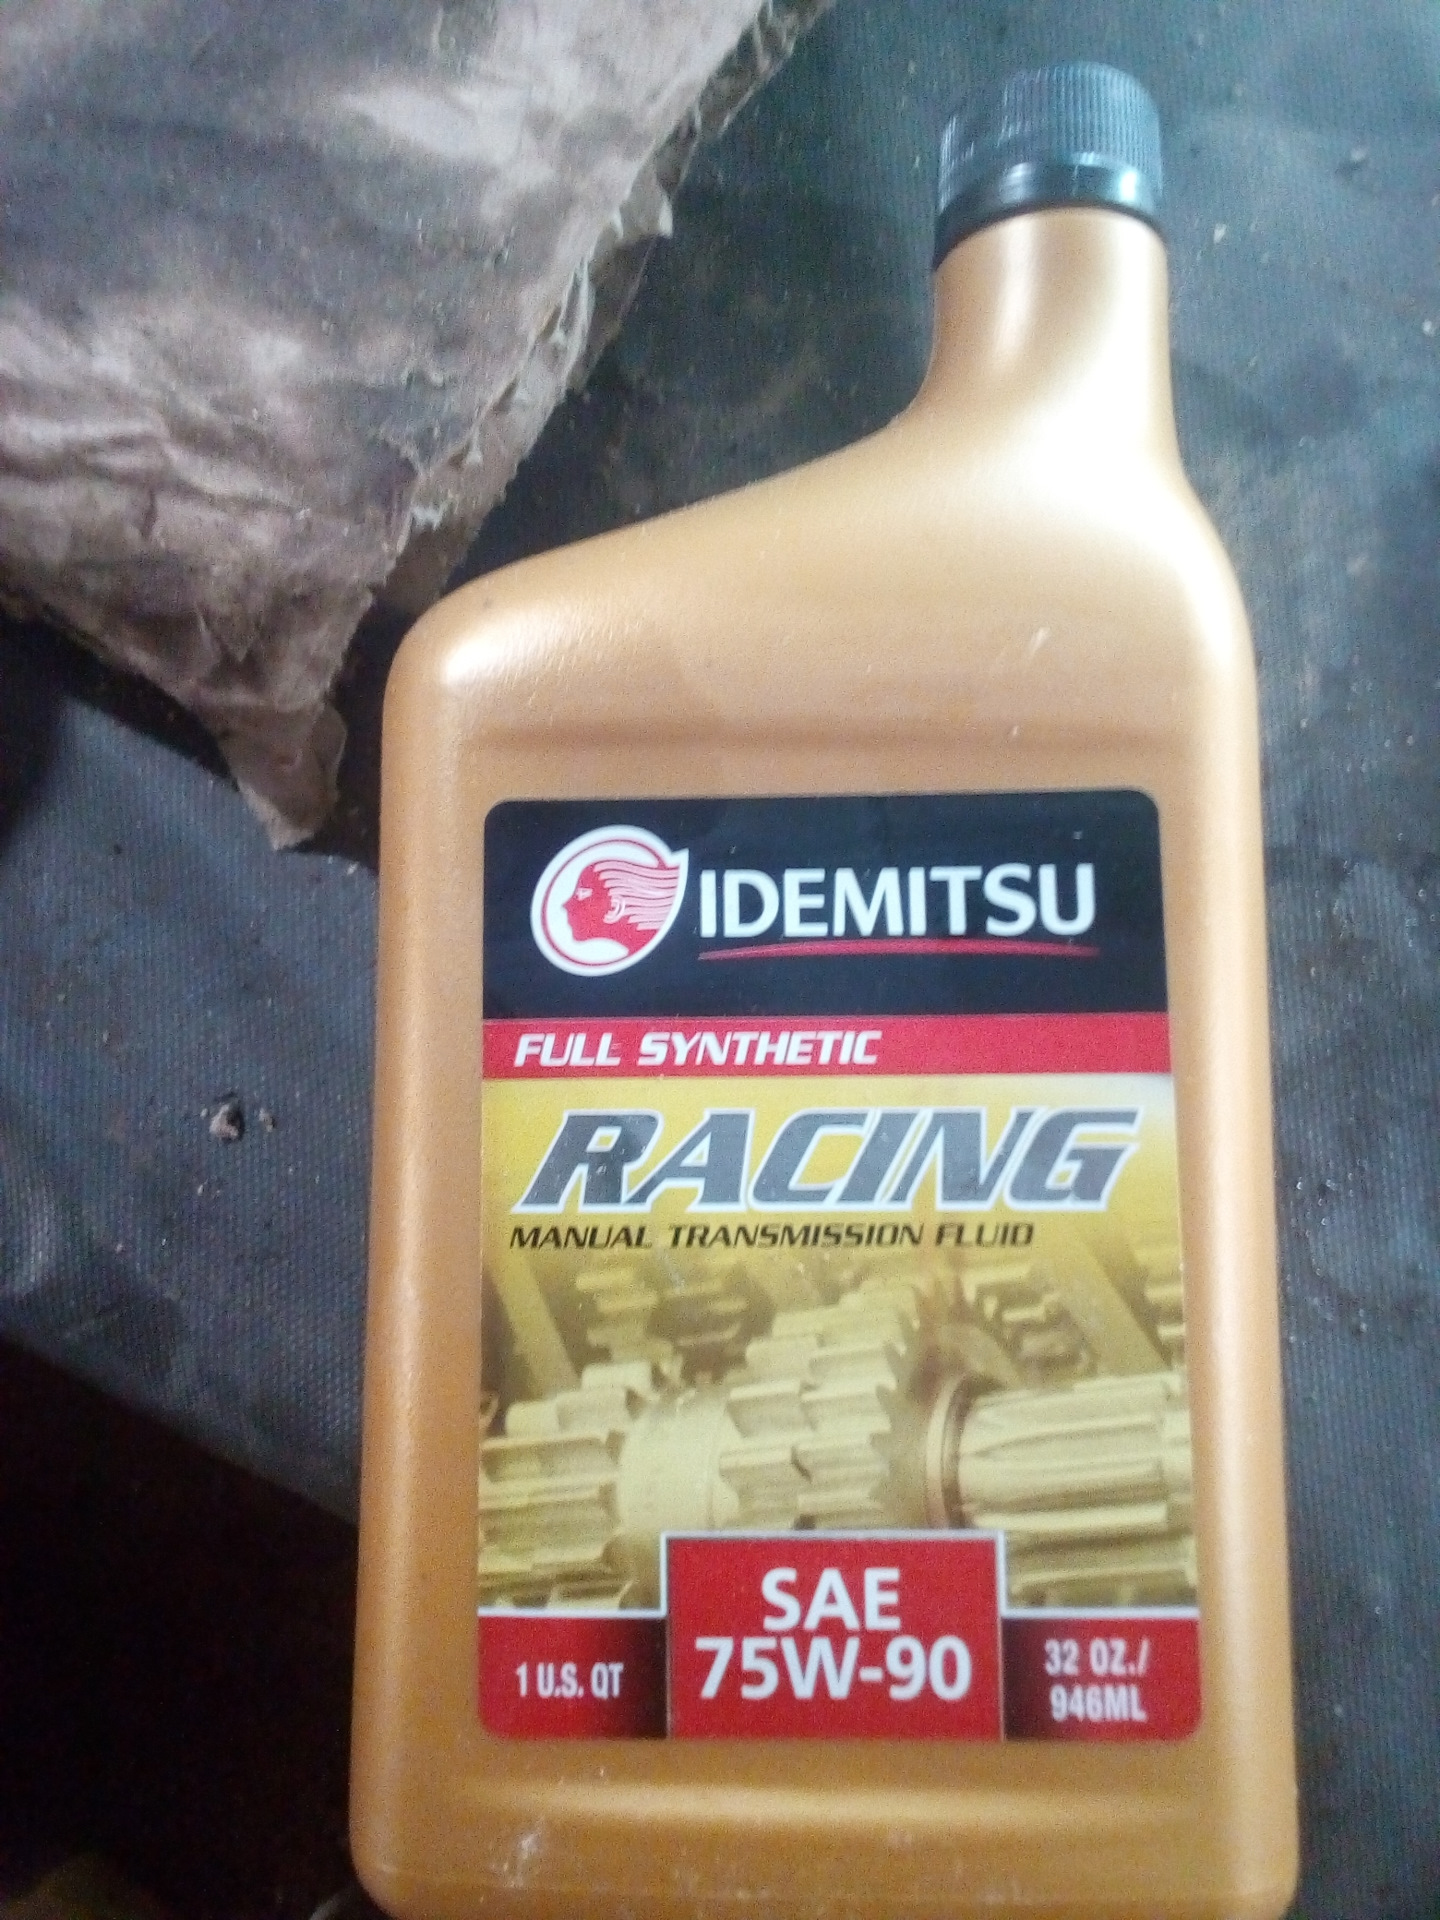 IDEMITSU
FULL SYNTHETIC
RACING
MANUAL TRANSMISSION FLUID
SAE
75W-90
1 U.S. QT
32 OZ./
946ML